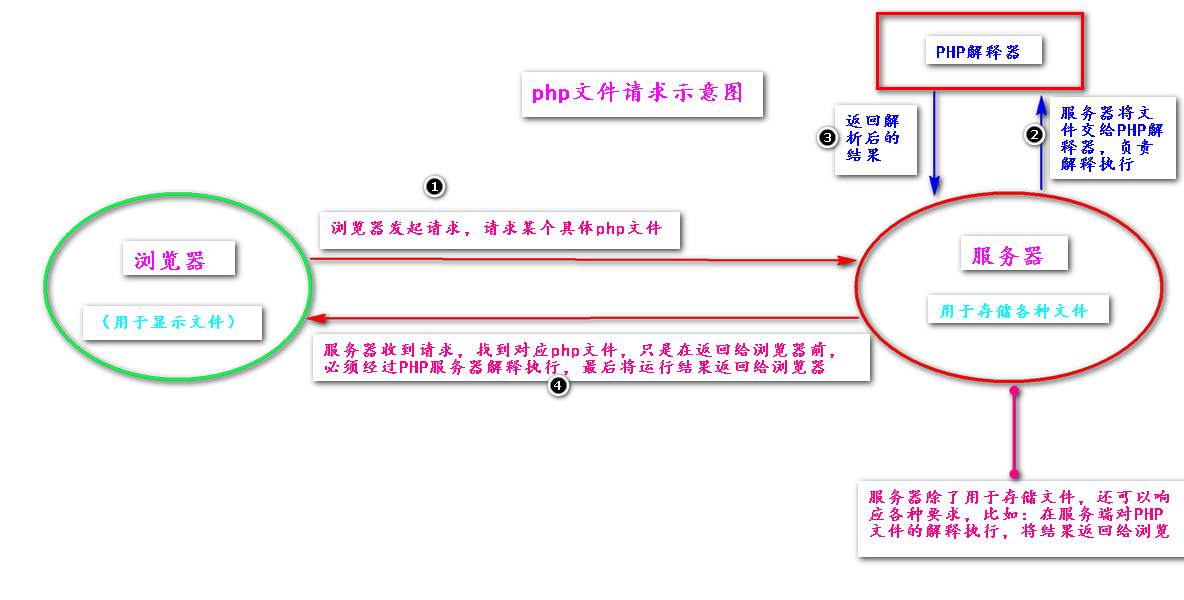 PHP解释器
php文件请求示意图
返回解
析后的
结果
❸
服务器将文
件交给PHP解
释器，负责
解释执行
❷
❶
浏览器发起请求，请求某个具体php文件
浏览器
（用于显示文件）
服务器
用于存储各种文件
服务器收到请求，找到对应php文件，只是在返回给浏览器前，
必须经过PHP服务器解释执行，最后将运行结果返回给浏览器
❹
服务器除了用于存储文件，还可以响
应各种要求，比如：在服务端对PHP
文件的解释执行，将结果返回给浏览